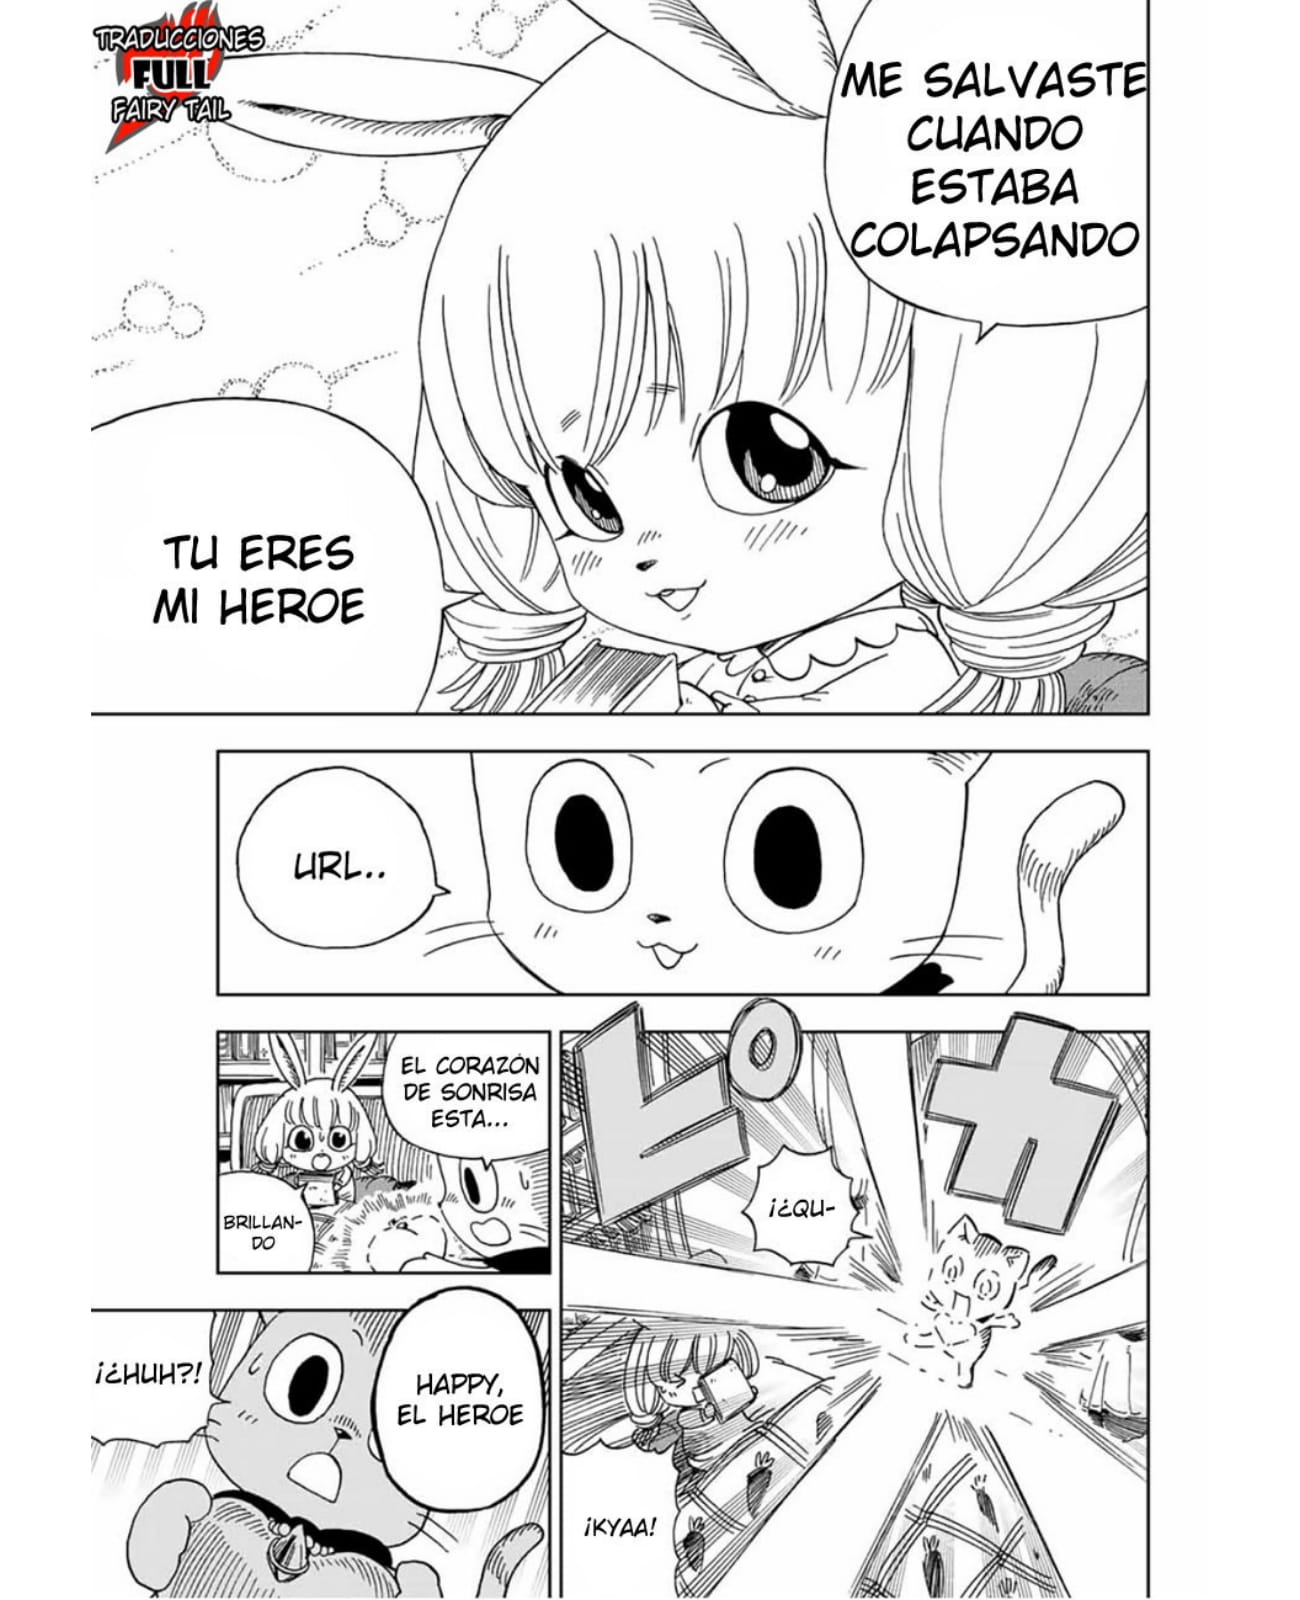 TRADUCCIONES
FULL
FAIRY TAIL
ME SALVASTE
CUANDO
ESTABA
COLAPSANDO
TU ERES
MI HEROE
URL..
EL CORAZÓN
DE SONRISA
ESTA...
BRILLAN-
DO
ピカ
¡¿QU-
¡KYAA!
HAPPY,
EL HEROE
¡¿HUH?!